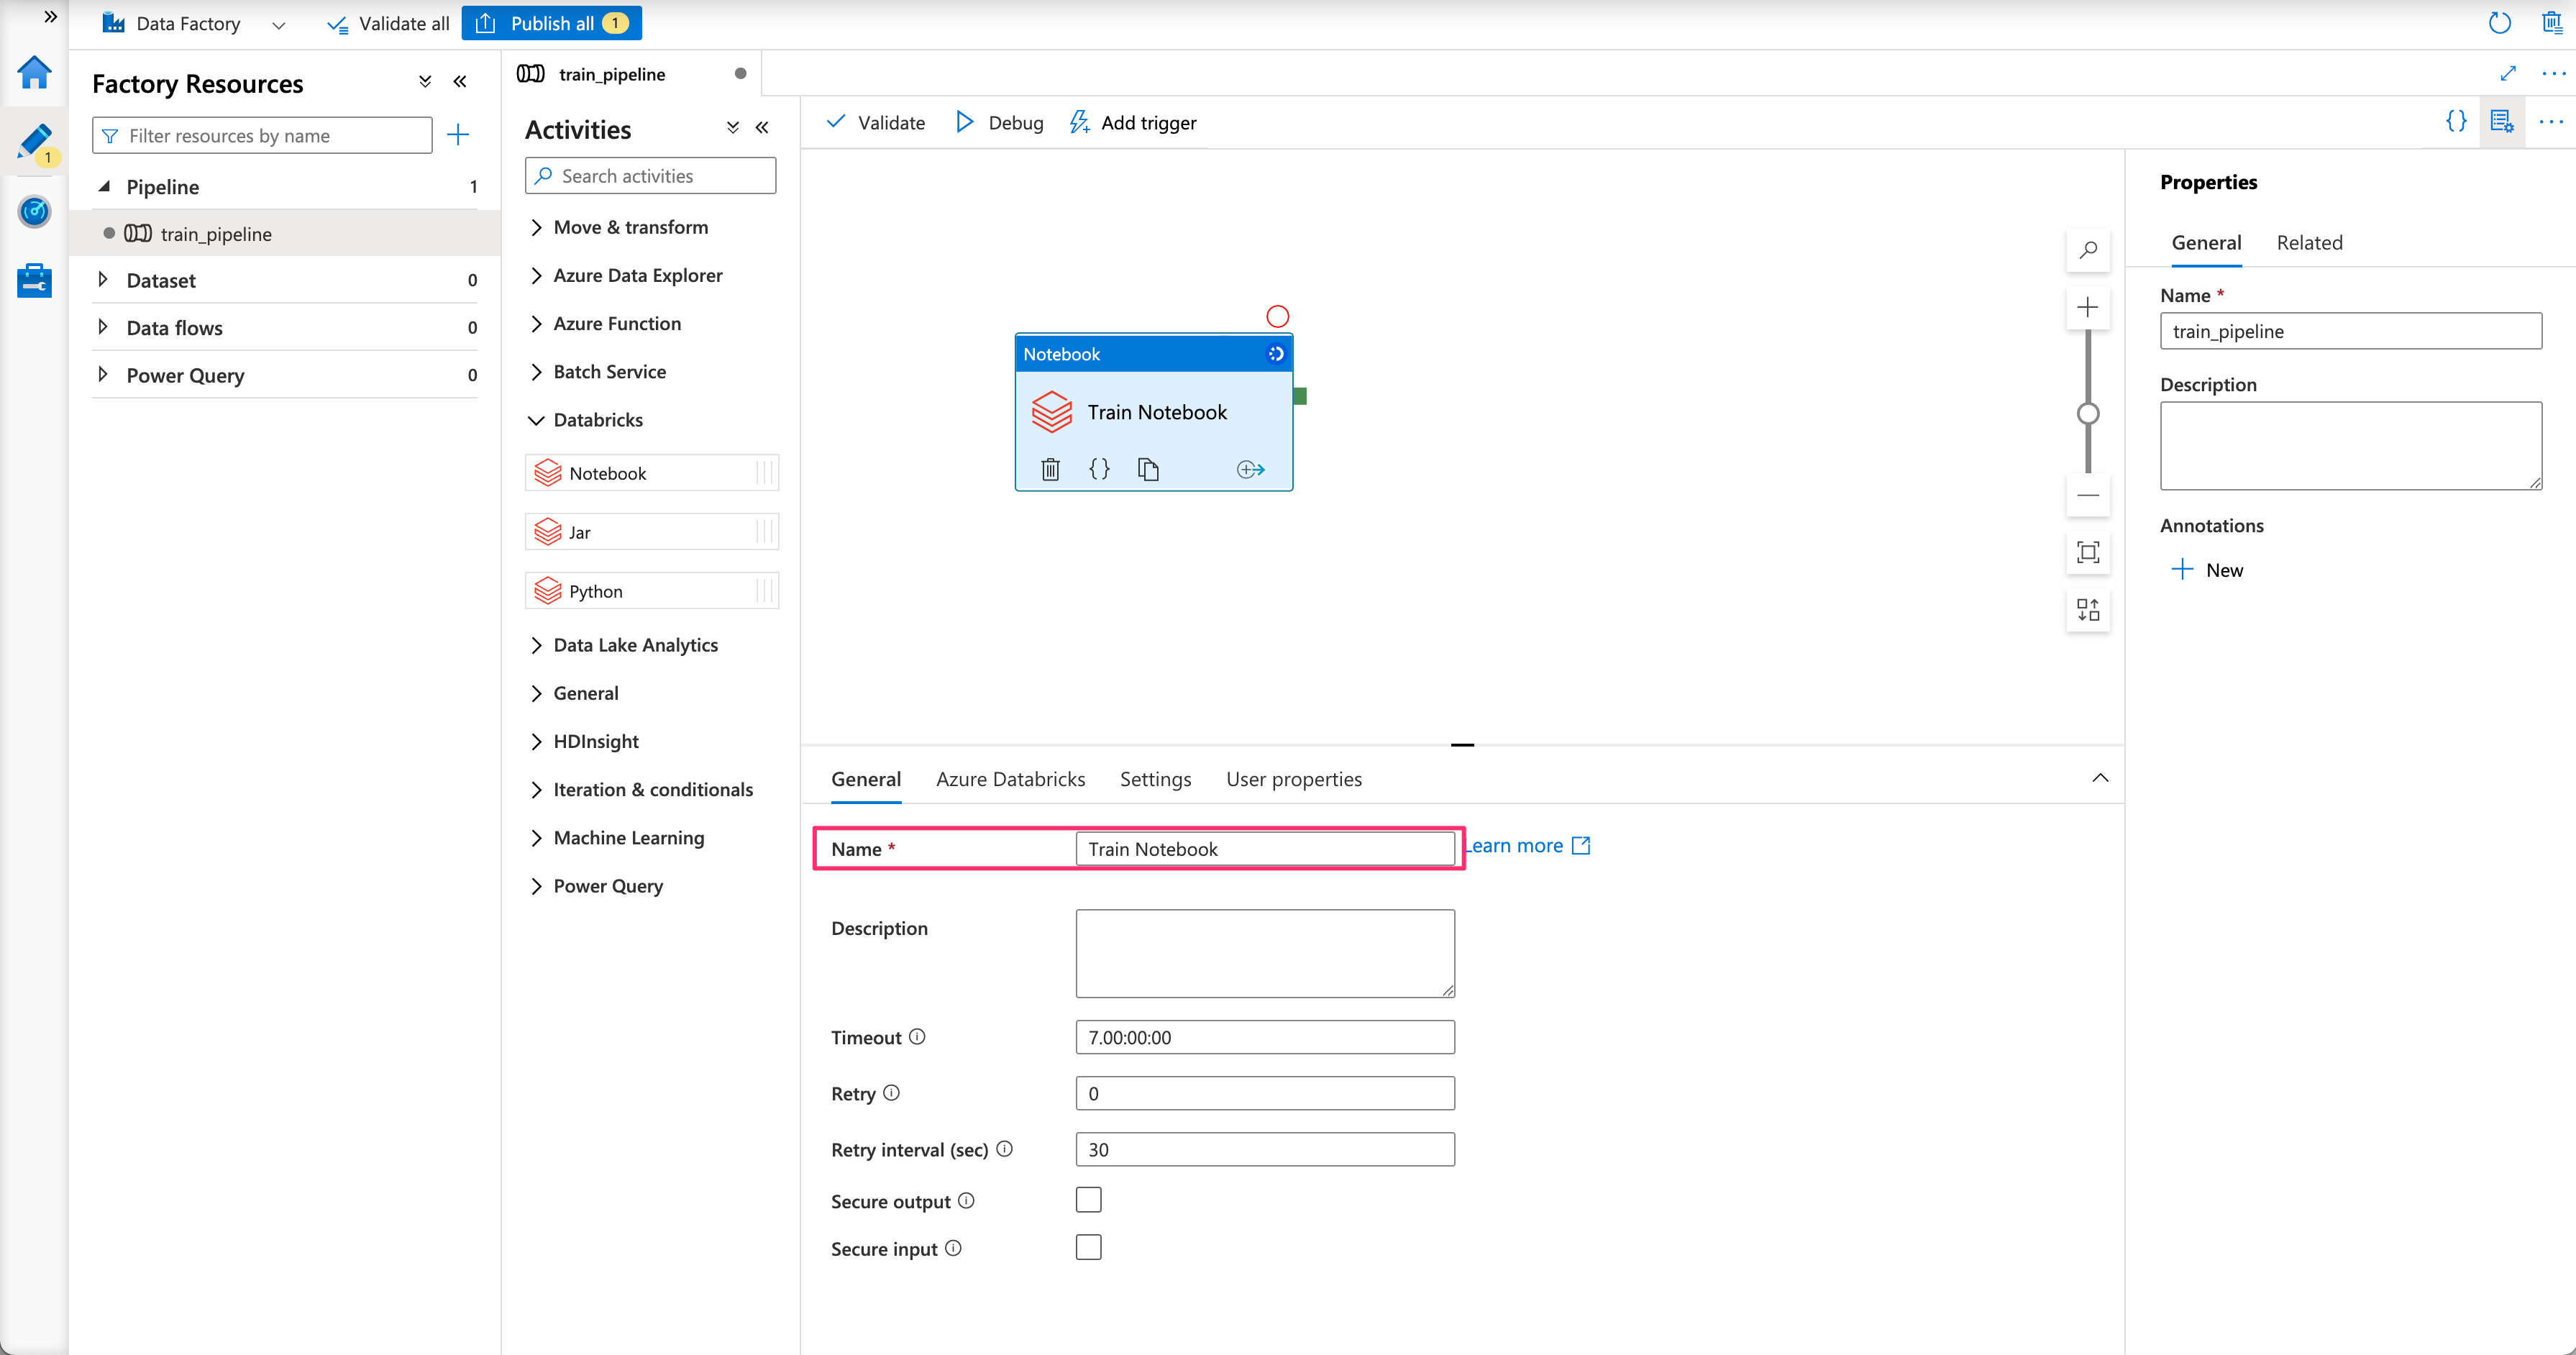 Data Factory
Validate all
Publish all 1
1
Factory Resources
Filter resources by name
Pipeline 1
train_pipeline
Dataset 0
Data flows 0
Power Query 0
train_pipeline
Activities
Search activities
Move & transform
Azure Data Explorer
Azure Function
Batch Service
Databricks
Notebook
Jar
Python
Data Lake Analytics
General
HDInsight
Iteration & conditionals
Machine Learning
Power Query
Validate
Debug
Add trigger
{}
Notebook
Train Notebook
{}
General
Azure Databricks
Settings
User properties
Name * Train Notebook
earn more
Description
Timeout 7.00:00:00
Retry 0
Retry interval (sec) 30
Secure output
Secure input
Properties
General
Related
Name *
train_pipeline
Description
Annotations
New